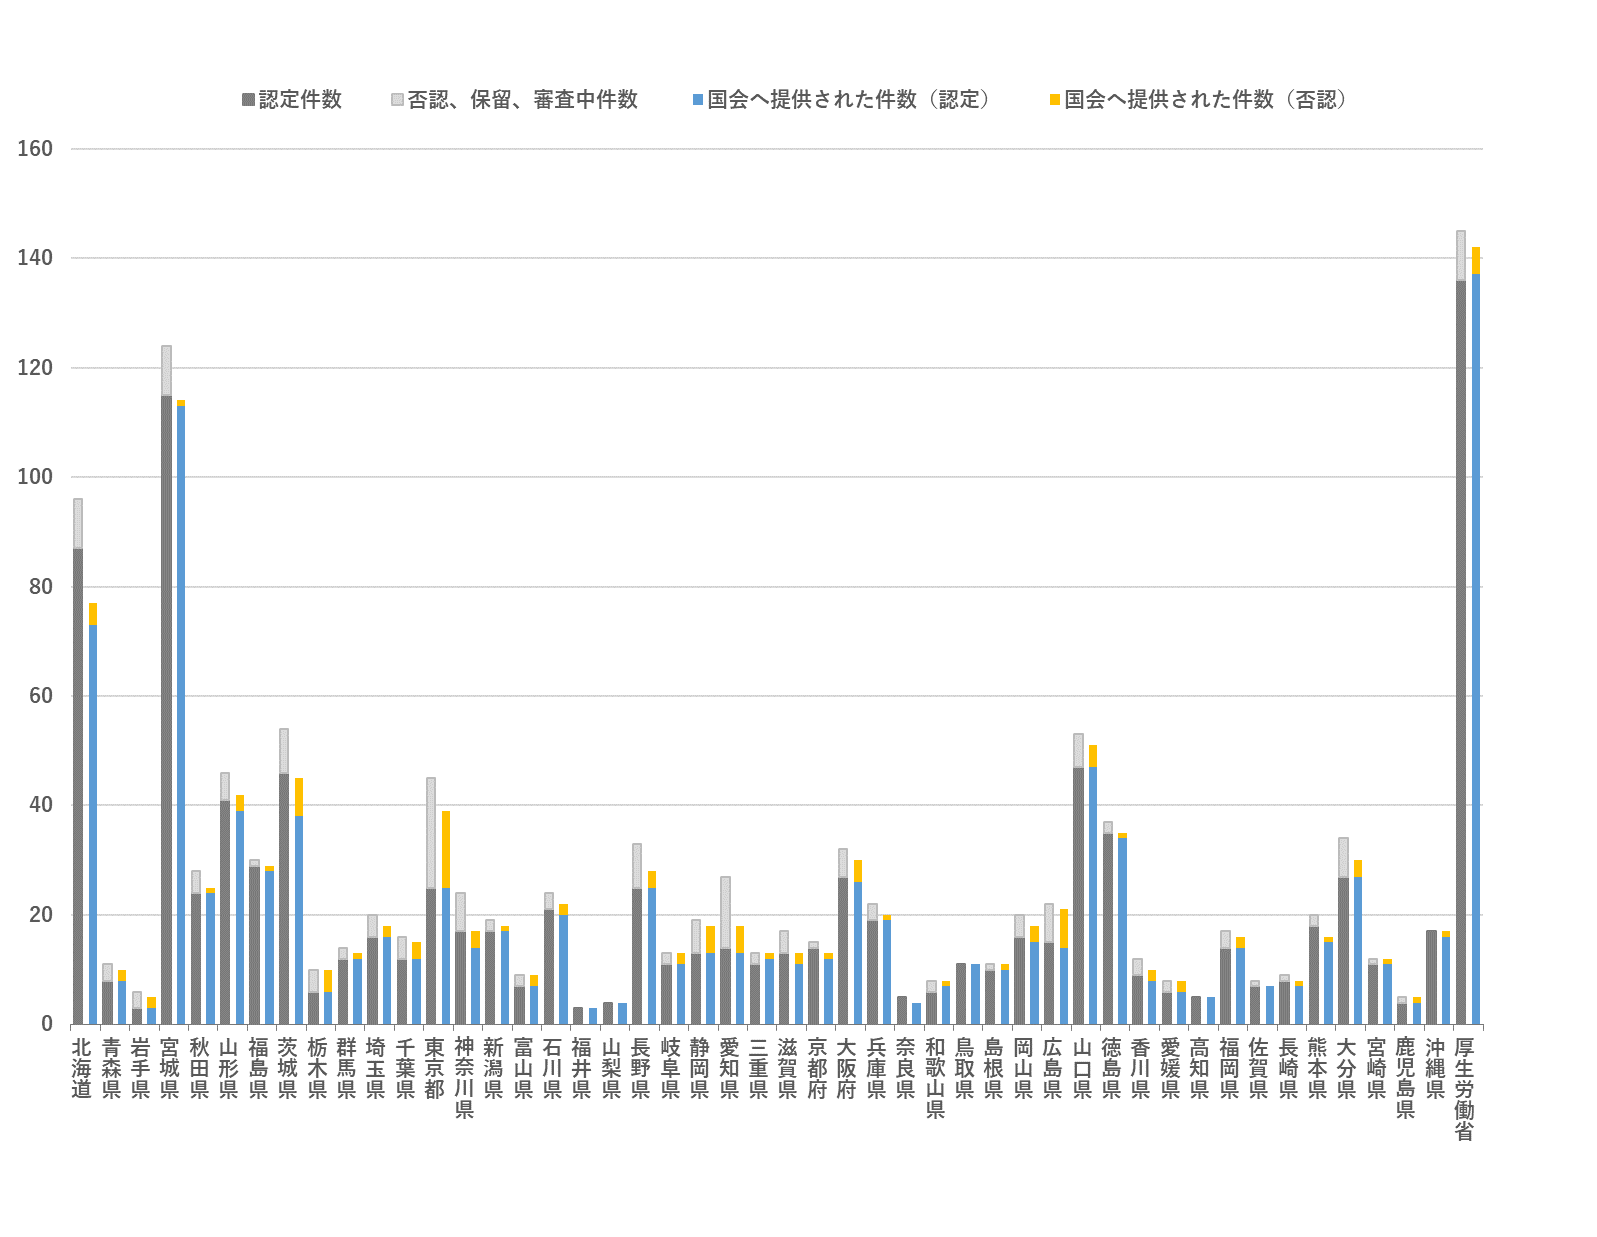 認定件数 否認、保留、審査中件数 国会へ提供された件数（認定） 国会へ提供された件数（否認）
160
140
120
100
80
60
40
20
0
北海道
青森県
岩手県
宮城県
秋田県
山形県
福島県
茨城県
栃木県
群馬県
埼玉県
千葉県
東京都
神奈川県
新潟県
富山県
石川県
福井県
山梨県
長野県
岐阜県
静岡県
愛知県
三重県
滋賀県
京都府
大阪府
兵庫県
奈良県
和歌山県
鳥取県
島根県
岡山県
広島県
山口県
徳島県
香川県
愛媛県
高知県
福岡県
佐賀県
長崎県
熊本県
大分県
宮崎県
鹿児島県
沖縄県
厚生労働省